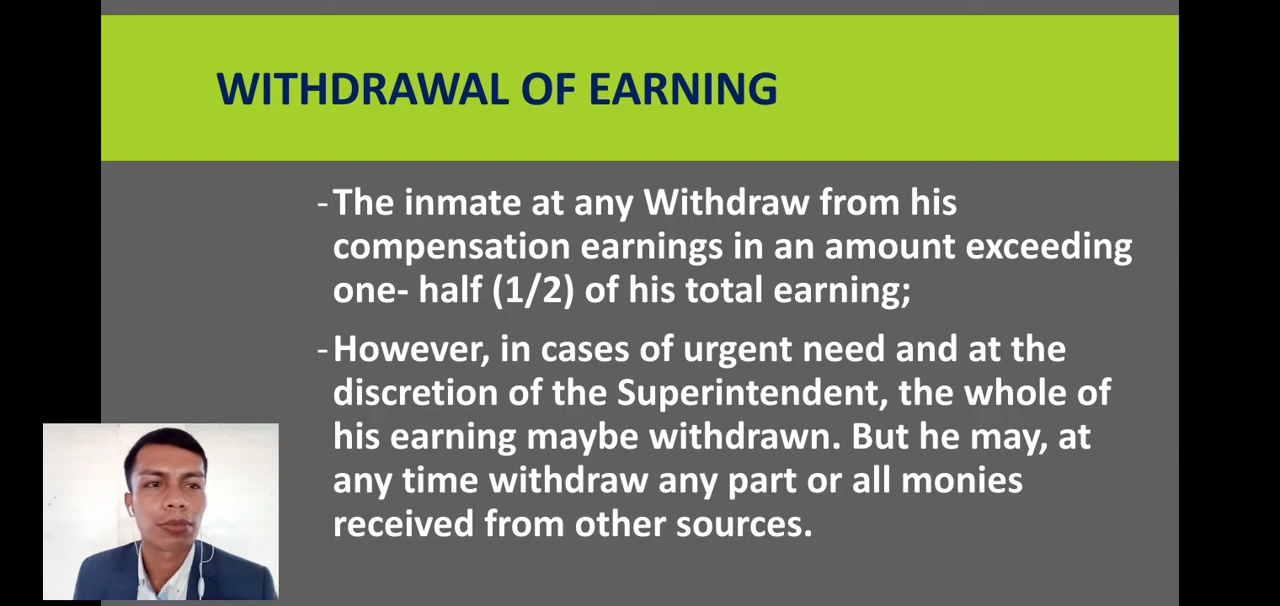 WITHDRAWAL OF EARNING
-The inmate at any Withdraw from his
compensation earnings in an amount exceeding
one- half (1/2) of his total earning;
-However, in cases of urgent need and at the
discretion of the Superintendent, the whole of
his earning maybe withdrawn. But he may, at
any time withdraw any part or all monies
received from other sources.